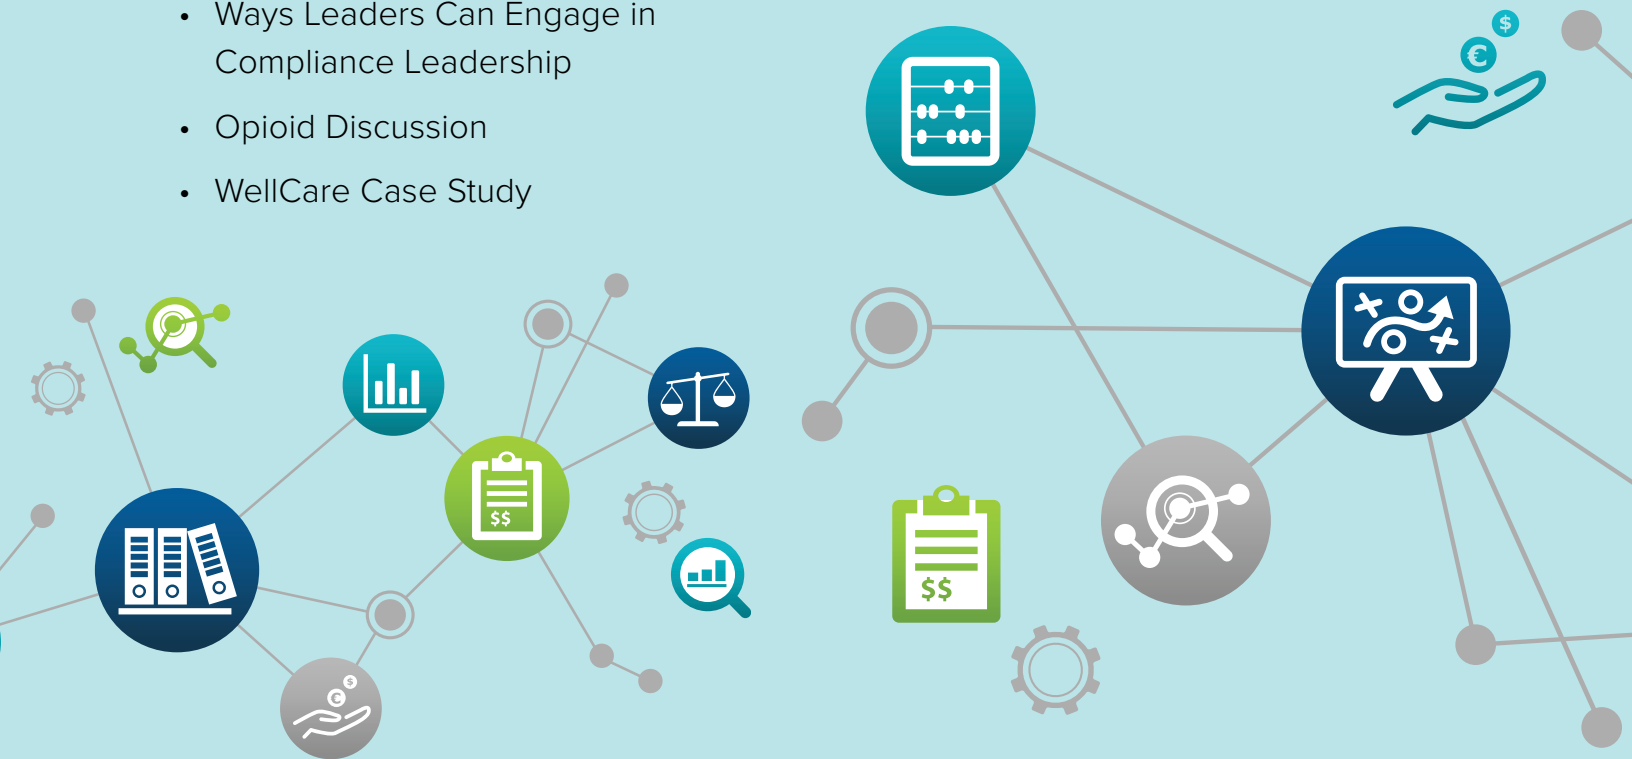 • Ways Leaders Can Engage in
Compliance Leadership
• Opioid Discussion
• WellCare Case Study
$
€
$$
$$
€
$